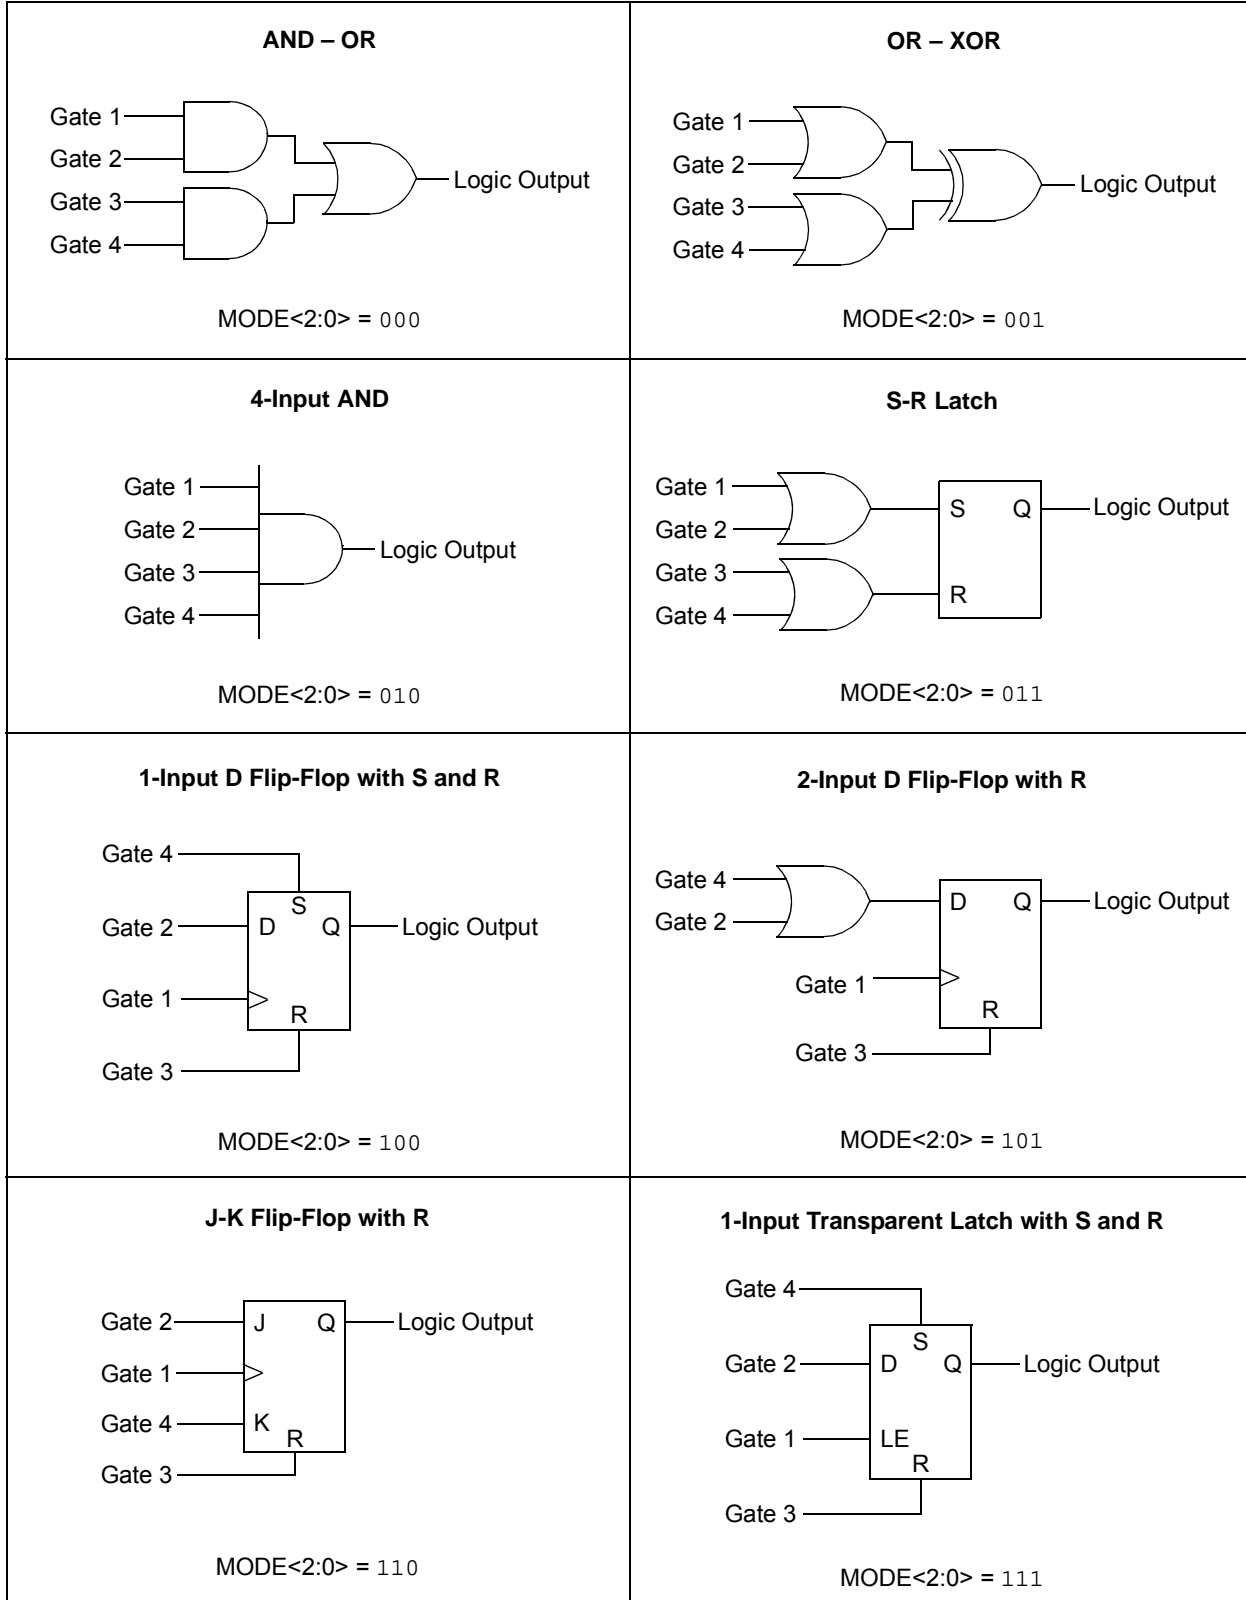 AND – OR
Gate 1
Gate 2
Gate 3
Gate 4
Logic Output
MODE<2:0> = 000
OR – XOR
Gate 1
Gate 2
Gate 3
Gate 4
Logic Output
MODE<2:0> = 001
4-Input AND
Gate 1
Gate 2
Gate 3
Gate 4
Logic Output
MODE<2:0> = 010
S-R Latch
Gate 1
Gate 2
Gate 3
Gate 4
S Q
R
Logic Output
MODE<2:0> = 011
1-Input D Flip-Flop with S and R
Gate 4
Gate 2
Gate 1
Gate 3
S
D Q
R
Logic Output
MODE<2:0> = 100
2-Input D Flip-Flop with R
Gate 4
Gate 2
Gate 1
Gate 3
D Q
R
Logic Output
MODE<2:0> = 101
J-K Flip-Flop with R
Gate 2
Gate 1
Gate 4
Gate 3
J Q
K
R
Logic Output
MODE<2:0> = 110
1-Input Transparent Latch with S and R
Gate 4
Gate 2
Gate 1
Gate 3
S
D Q
LE
R
Logic Output
MODE<2:0> = 111